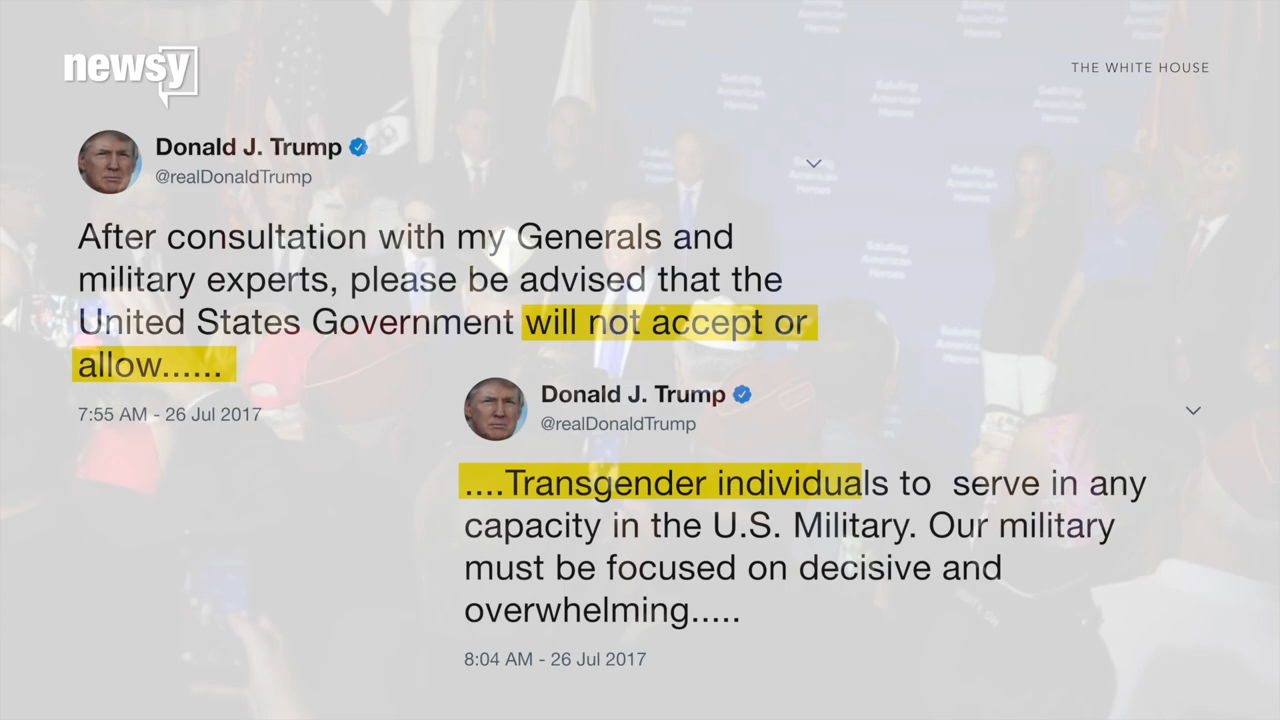 newsy
THE WHITE HOUSE
Donald J. Trump
@realDonaldTrump
After consultation with my Generals and
military experts, please be advised that the
United States Government will not accept or
allow......
7:55 AM - 26 Jul 2017
Donald J. Trump
@realDonaldTrump
....Transgender individuals to serve in any
capacity in the U.S. Military. Our military
must be focused on decisive and
overwhelming.....
8:04 AM - 26 Jul 2017
Saluting
American
Heroes